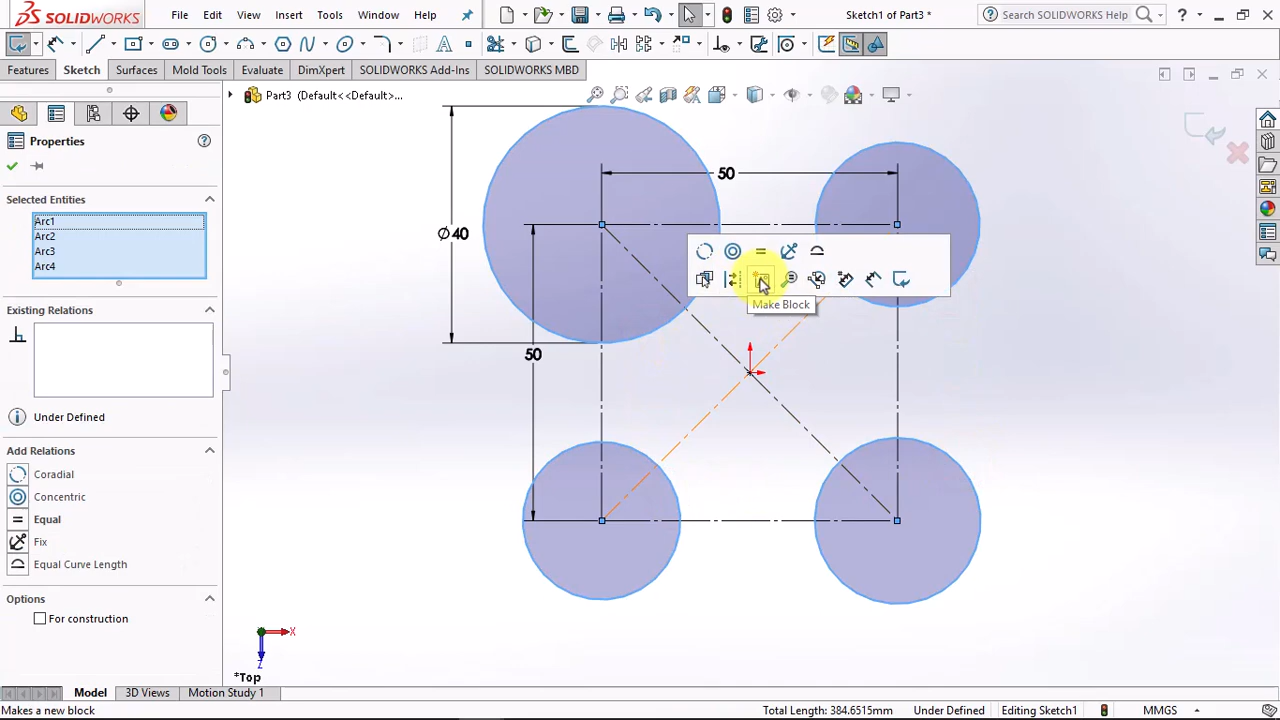 SOLIDWORKS File Edit View Insert Tools Window Help Sketch1 of Part3 * Search SOLIDWORKS Help ?
Features Sketch Surfaces Mold Tools Evaluate DimXpert SOLIDWORKS Add-Ins SOLIDWORKS MBD
Part3 (Default<<Default>...
Properties
Selected Entities
Arc1
Arc2
Arc3
Arc4
Existing Relations
Under Defined
Add Relations
Coradial
Concentric
Equal
Fix
Equal Curve Length
Options
For construction
50
Ø40
50
Make Block
X
Z
*Top
Model 3D Views Motion Study 1
Makes a new block Total Length: 384.6515mm Under Defined Editing Sketch1 MMGS